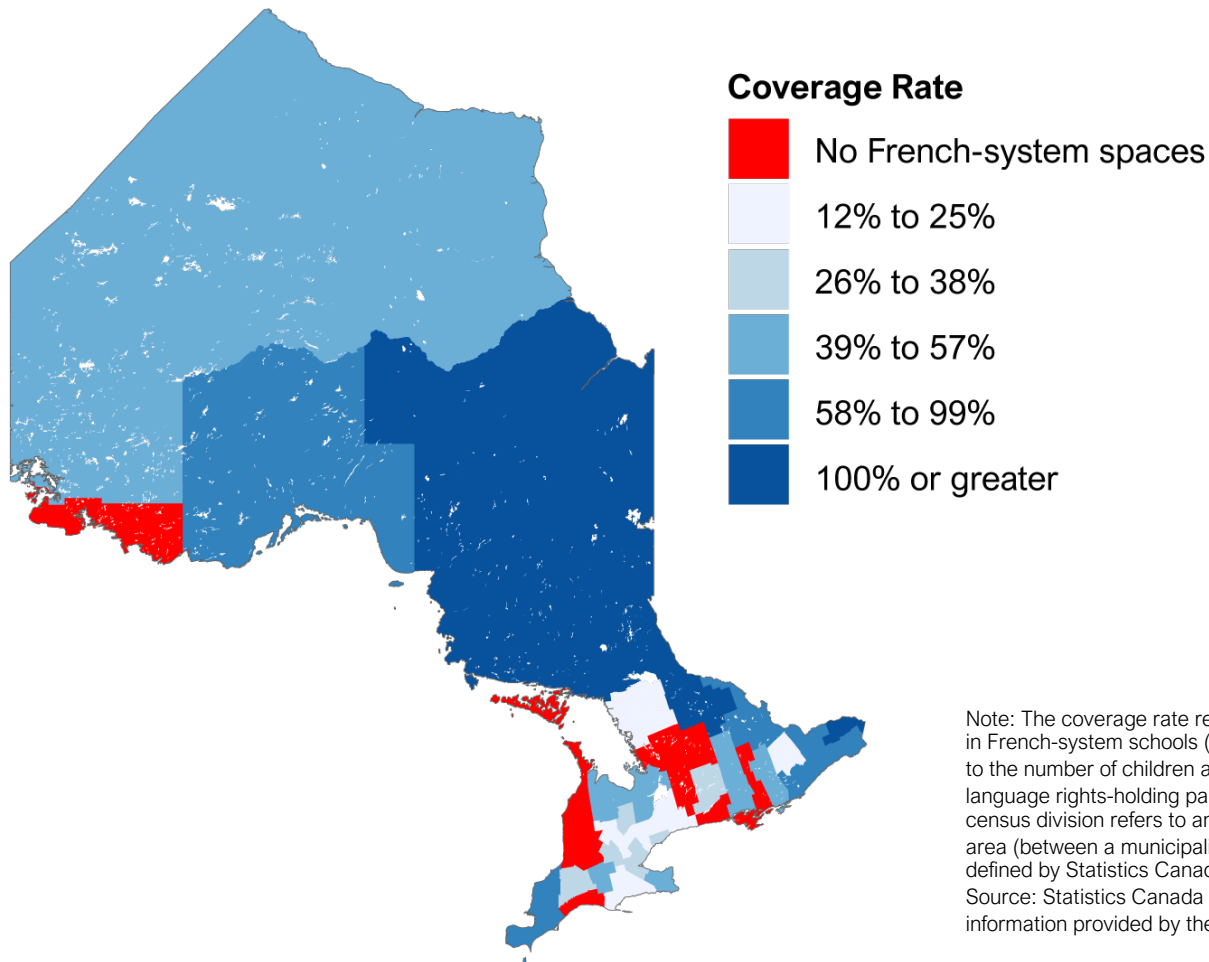 Coverage Rate
No French-system spaces
12% to 25%
26% to 38%
39% to 57%
58% to 99%
100% or greater
Note: The coverage rate re
in French-system schools (
to the number of children a
language rights-holding pa
census division refers to ar
area (between a municipali
defined by Statistics Canad
Source: Statistics Canada
information provided by the